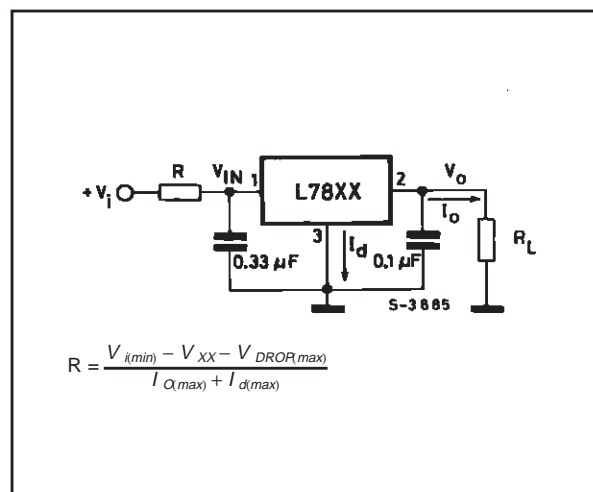 R
V_IN
1
L78XX
2
V_o
+V_i
I_o
3
I_d
R_L
0.33 μF
0.1 μF
S-3885
R = (V_i(min) – V_XX – V_DROP(max)) / (I_O(max) + I_d(max))